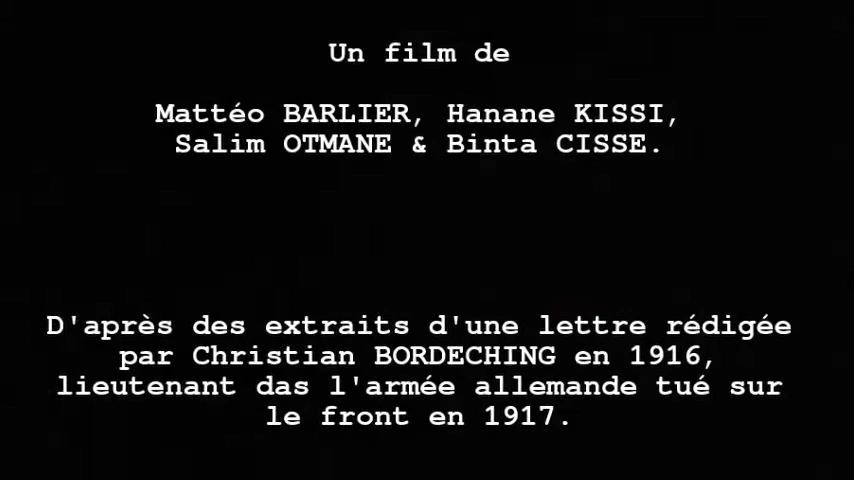 Un film de
Mattéo BARLIER, Hanane KISSI,
Salim OTMANE & Binta CISSE.
D'après des extraits d'une lettre rédigée
par Christian BORDECHING en 1916,
lieutenant das l'armée allemande tué sur
le front en 1917.